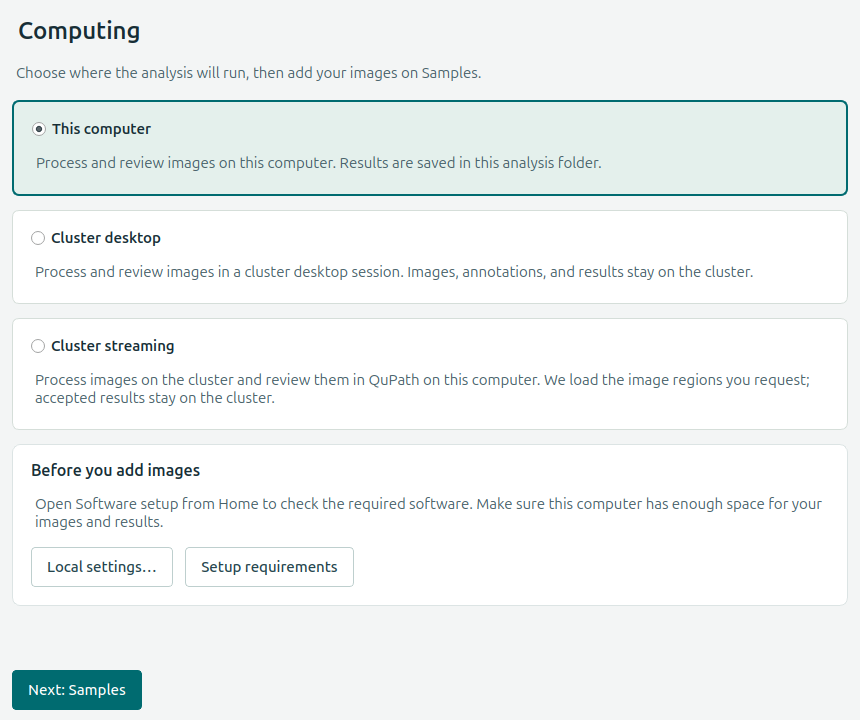 Computing
Choose where the analysis will run, then add your images on Samples.
This computer
Process and review images on this computer. Results are saved in this analysis folder.
Cluster desktop
Process and review images in a cluster desktop session. Images, annotations, and results stay on the cluster.
Cluster streaming
Process images on the cluster and review them in QuPath on this computer. We load the image regions you request;
accepted results stay on the cluster.
Before you add images
Open Software setup from Home to check the required software. Make sure this computer has enough space for your
images and results.
Local settings…
Setup requirements
Next: Samples